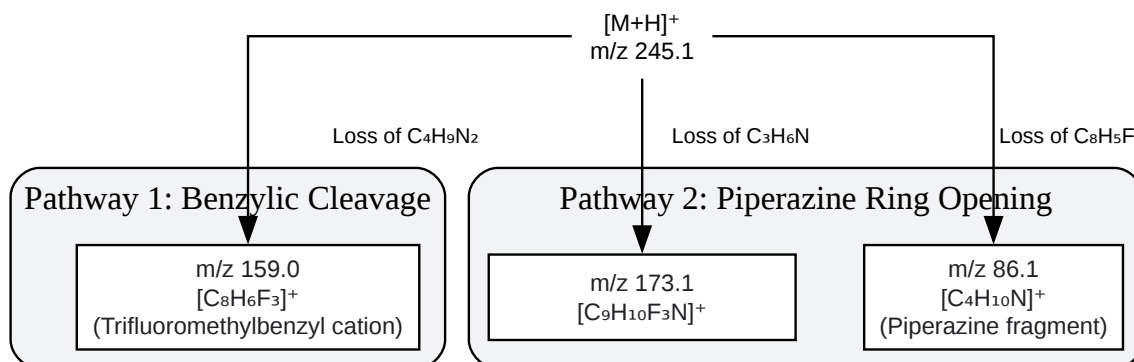 [M+H]⁺
m/z 245.1
Loss of C₄H₉N₂
Loss of C₃H₆N
Loss of C₈H₅F
Pathway 1: Benzylic Cleavage
Pathway 2: Piperazine Ring Opening
m/z 159.0
[C₈H₆F₃]⁺
(Trifluoromethylbenzyl cation)
m/z 173.1
[C₉H₁₀F₃N]⁺
m/z 86.1
[C₄H₁₀N]⁺
(Piperazine fragment)